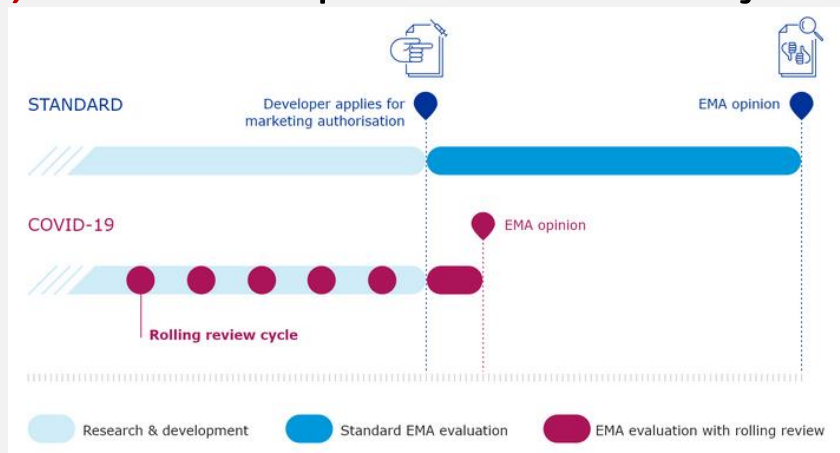 STANDARD
Developer applies for
marketing authorisation
EMA opinion
COVID-19
EMA opinion
Rolling review cycle
Research & development
Standard EMA evaluation
EMA evaluation with rolling review